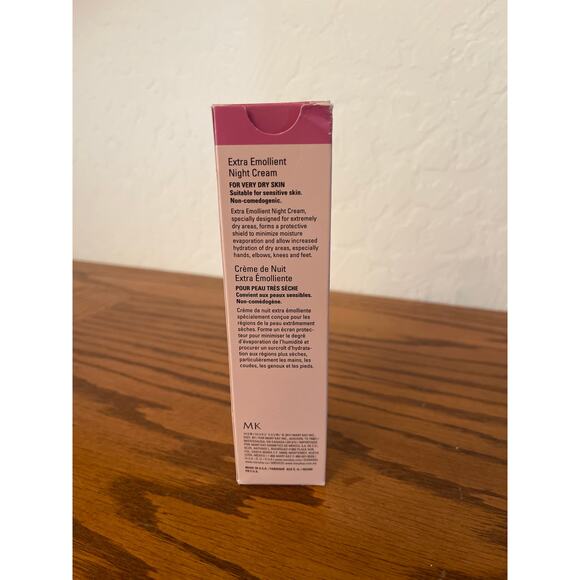 Extra Emollient
Night Cream
FOR VERY DRY SKIN
Suitable for sensitive skin.
Non-comedogenic.
Extra Emollient Night Cream,
specially designed for extremely
dry areas, forms a protective
shield to minimize moisture
evaporation and allow increased
hydration of dry areas, especially
hands, elbows, knees and feet.
Crème de Nuit
Extra Émolliente
POUR PEAU TRÈS SÈCHE
Convient aux peaux sensibles.
Non-comédogène.
Crème de nuit extra émolliente
spécialement conçue pour les
régions de la peau extrêmement
sèches. Forme un écran protec-
teur pour minimiser le degré
d'évaporation de l'humidité et
procurer un surcroît d'hydrata-
tion aux régions plus sèches,
particulièrement les mains, les
coudes, les genoux et les pieds.
MK
MADE IN U.S.A.